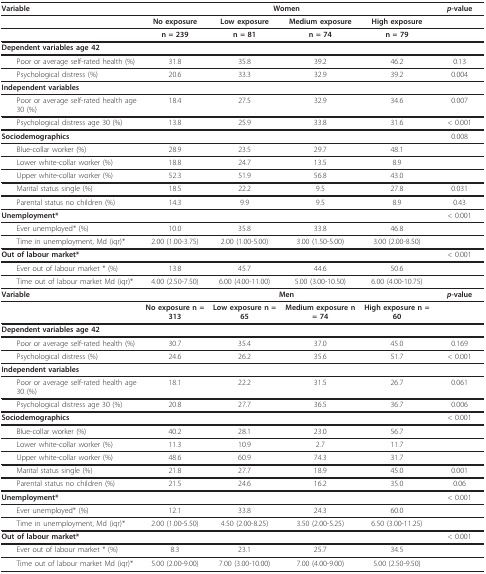 Variable Women p-value
No exposure Low exposure Medium exposure High exposure
n = 239 n = 81 n = 74 n = 79
Dependent variables age 42
Poor or average self-rated health (%) 31.8 35.8 39.2 46.2 0.13
Psychological distress (%) 20.6 33.3 32.9 39.2 0.004
Independent variables
Poor or average self-rated health age 18.4 27.5 32.9 34.6 0.007
30 (%)
Psychological distress age 30 (%) 13.8 25.9 33.8 31.6 < 0.001
Sociodemographics 0.008
Blue-collar worker (%) 28.9 23.5 29.7 48.1
Lower white-collar worker (%) 18.8 24.7 13.5 8.9
Upper white-collar worker (%) 52.3 51.9 56.8 43.0
Marital status single (%) 18.5 22.2 9.5 27.8 0.031
Parental status no children (%) 14.3 9.9 9.5 8.9 0.43
Unemployment* < 0.001
Ever unemployed* (%) 10.0 35.8 33.8 46.8
Time in unemployment, Md (iqr)* 2.00 (1.00-3.75) 2.00 (1.00-5.00) 3.00 (1.50-5.00) 3.00 (2.00-8.50)
Out of labour market* < 0.001
Ever out of labour market * (%) 13.8 45.7 44.6 50.6
Time out of labour market Md (iqr)* 4.00 (2.50-7.50) 6.00 (4.00-11.00) 5.00 (3.00-10.50) 6.00 (4.00-10.75)
Variable Men p-value
No exposure n = Low exposure n = Medium exposure n High exposure n =
313 65 = 74 60
Dependent variables age 42
Poor or average self-rated health (%) 30.7 35.4 37.0 45.0 0.169
Psychological distress (%) 24.6 26.2 35.6 51.7 < 0.001
Independent variables
Poor or average self-rated health age 18.1 22.2 31.5 26.7 0.061
30 (%)
Psychological distress age 30 (%) 20.8 27.7 36.5 36.7 0.006
Sociodemographics < 0.001
Blue-collar worker (%) 40.2 28.1 23.0 56.7
Lower white-collar worker (%) 11.3 10.9 2.7 11.7
Upper white-collar worker (%) 48.6 60.9 74.3 31.7
Marital status single (%) 21.8 27.7 18.9 45.0 0.001
Parental status no children (%) 21.5 24.6 16.2 35.0 0.06
Unemployment* < 0.001
Ever unemployed* (%) 12.1 33.8 24.3 60.0
Time in unemployment, Md (iqr)* 2.00 (1.00-5.50) 4.50 (2.00-8.25) 3.50 (2.00-5.25) 6.50 (3.00-11.25)
Out of labour market* < 0.001
Ever out of labour market * (%) 8.3 23.1 25.7 34.5
Time out of labour market Md (iqr)* 5.00 (2.00-9.00) 7.00 (3.00-10.00) 7.00 (4.00-9.00) 5.00 (2.50-9.50)